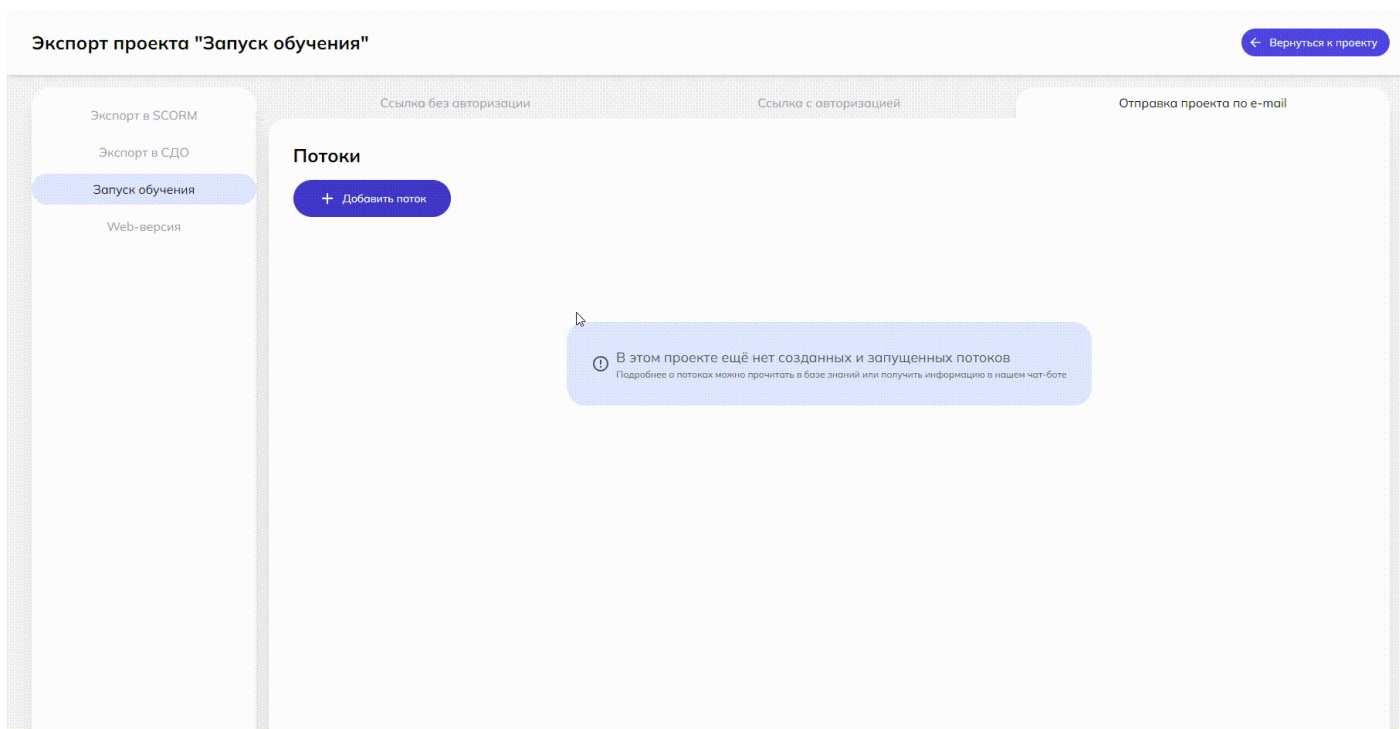 Экспорт проекта "Запуск обучения"
Вернуться к проекту
Экспорт в SCORM
Экспорт в СДО
Запуск обучения
Web-версия
Ссылка без авторизации
Ссылка с авторизацией
Отправка проекта по e-mail
Потоки
Добавить поток
В этом проекте ещё нет созданных и запущенных потоков
Подробнее о потоках можно прочитать в базе знаний или получить информацию в нашем чат-боте